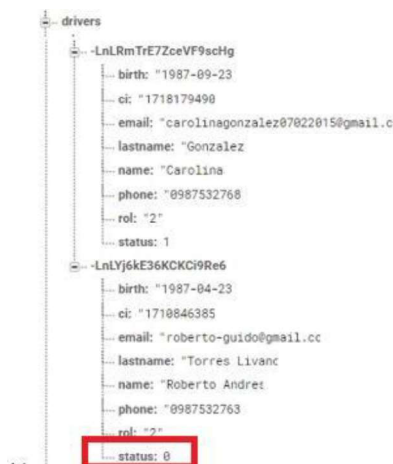 drivers
-LnLRmTrE7ZceVF9scHg
birth: "1987-09-23
ci: "1718179490
email: "carolinagonzalez07022015@gmail.c
lastname: "Gonzalez
name: "Carolina
phone: "0987532768
rol: "2"
status: 1
-LnLYj6kE36KCKCi9Re6
birth: "1987-04-23
ci: "1710846385
email: "roberto-guido@gmail.cc
lastname: "Torres Livanc
name: "Roberto Andres
phone: "0987532763
rol: "2"
status: 0